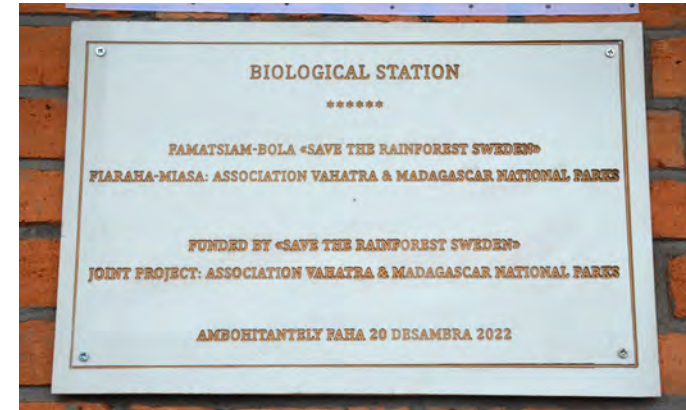 BIOLOGICAL STATION
******
FAMATSIAM-BOLA «SAVE THE RAINFOREST SWEDEN»
FIARAHA-MIASA: ASSOCIATION VAHATRA & MADAGASCAR NATIONAL PARKS
FUNDED BY «SAVE THE RAINFOREST SWEDEN»
JOINT PROJECT: ASSOCIATION VAHATRA & MADAGASCAR NATIONAL PARKS
AMBOHITANTELY FAHA 20 DESAMBRA 2022